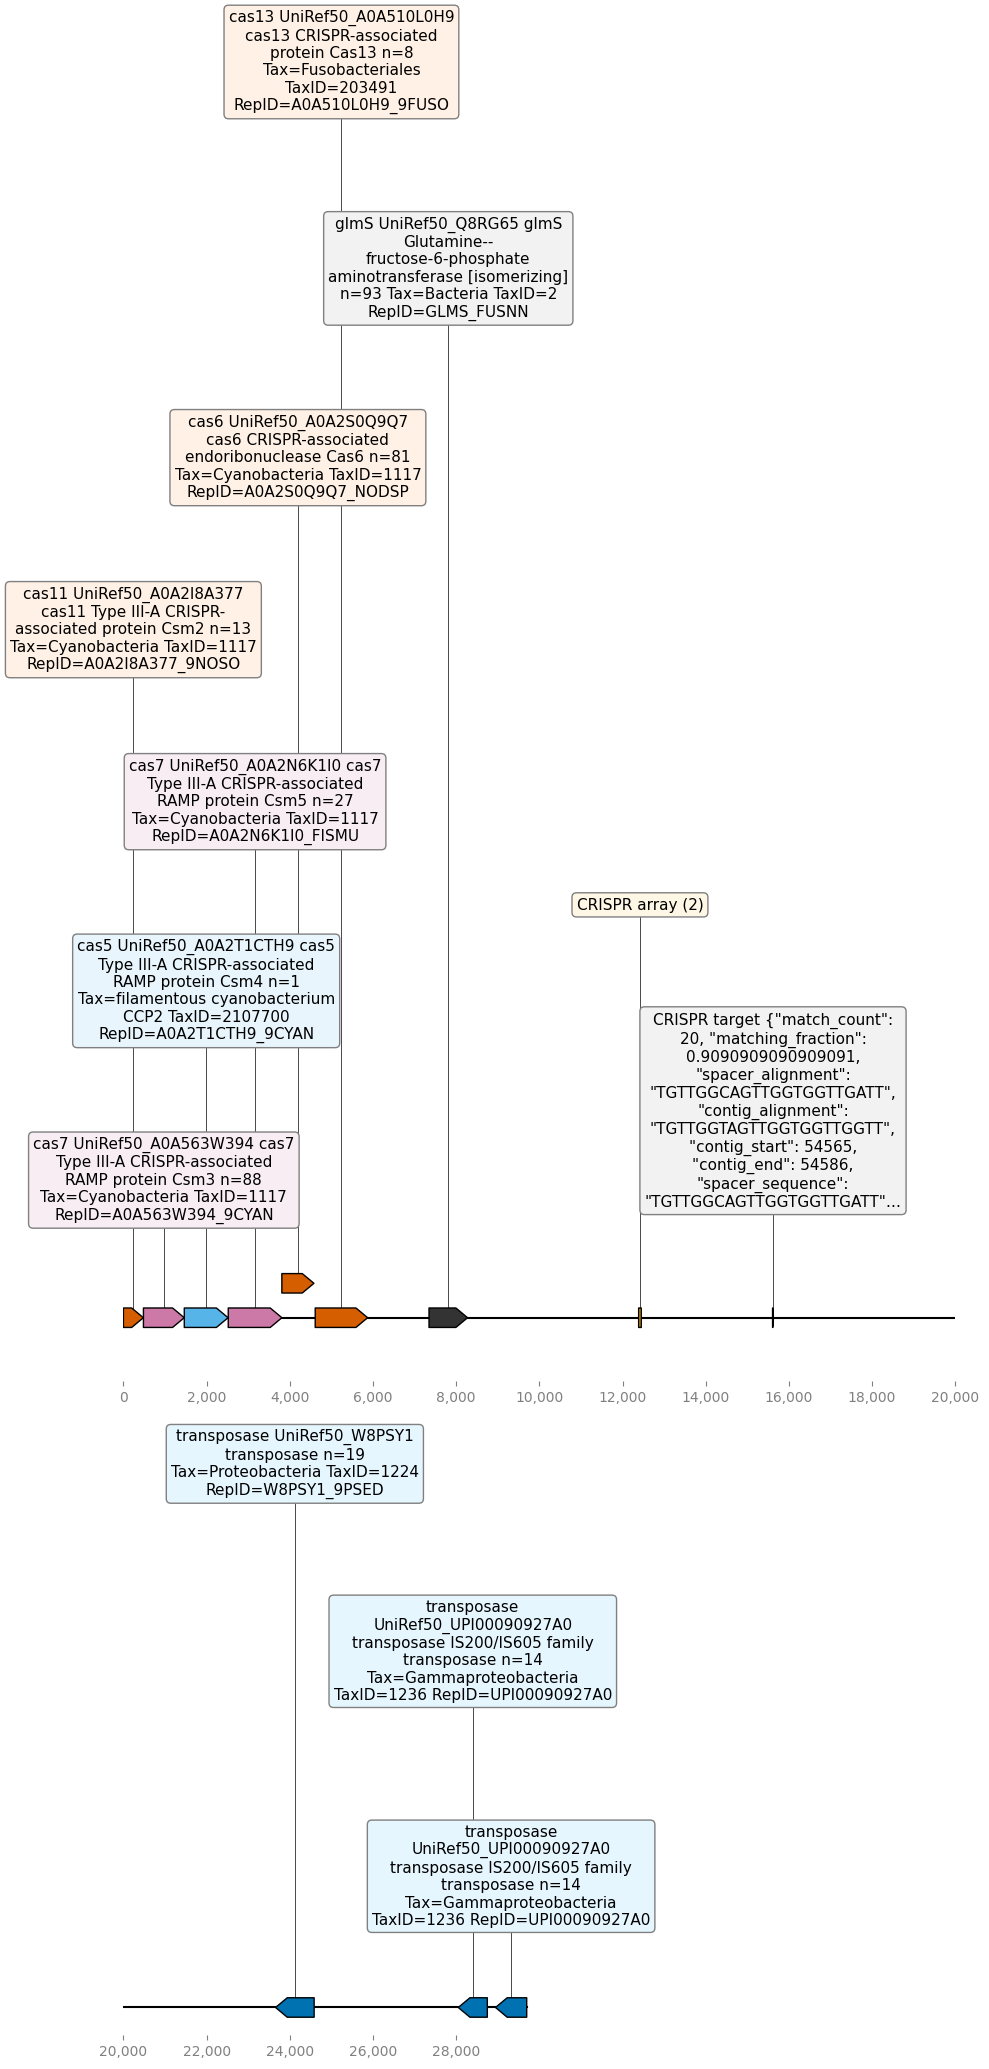 cas13 UniRef50_A0A510L0H9
cas13 CRISPR-associated
protein Cas13 n=8
Tax=Fusobacteriales
TaxID=203491
RepID=A0A510L0H9_9FUSO
glmS UniRef50_Q8RG65 glmS
Glutamine--
fructose-6-phosphate
aminotransferase [isomerizing]
n=93 Tax=Bacteria TaxID=2
RepID=GLMS_FUSNN
cas6 UniRef50_A0A2S0Q9Q7
cas6 CRISPR-associated
endoribonuclease Cas6 n=81
Tax=Cyanobacteria TaxID=1117
RepID=A0A2S0Q9Q7_NODSP
cas11 UniRef50_A0A2I8A377
cas11 Type III-A CRISPR-
associated protein Csm2 n=13
Tax=Cyanobacteria TaxID=1117
RepID=A0A2I8A377_9NOSO
cas7 UniRef50_A0A2N6K1I0 cas7
Type III-A CRISPR-associated
RAMP protein Csm5 n=27
Tax=Cyanobacteria TaxID=1117
RepID=A0A2N6K1I0_FISMU
CRISPR array (2)
cas5 UniRef50_A0A2T1CTH9 cas5
Type III-A CRISPR-associated
RAMP protein Csm4 n=1
Tax=filamentous cyanobacterium
CCP2 TaxID=2107700
RepID=A0A2T1CTH9_9CYAN
CRISPR target {"match_count":
20, "matching_fraction":
0.9090909090909091,
"spacer_alignment":
"TGTTGGCAGTTGGTGGTTGATT",
"contig_alignment":
"TGTTGGTAGTTGGTGGTTGGTT",
"contig_start": 54565,
"contig_end": 54586,
"spacer_sequence":
"TGTTGGCAGTTGGTGGTTGATT"...
cas7 UniRef50_A0A563W394 cas7
Type III-A CRISPR-associated
RAMP protein Csm3 n=88
Tax=Cyanobacteria TaxID=1117
RepID=A0A563W394_9CYAN
0 2,000 4,000 6,000 8,000 10,000 12,000 14,000 16,000 18,000 20,000
transposase UniRef50_W8PSY1
transposase n=19
Tax=Proteobacteria TaxID=1224
RepID=W8PSY1_9PSED
transposase
UniRef50_UPI00090927A0
transposase IS200/IS605 family
transposase n=14
Tax=Gammaproteobacteria
TaxID=1236 RepID=UPI00090927A0
transposase
UniRef50_UPI00090927A0
transposase IS200/IS605 family
transposase n=14
Tax=Gammaproteobacteria
TaxID=1236 RepID=UPI00090927A0
20,000 22,000 24,000 26,000 28,000